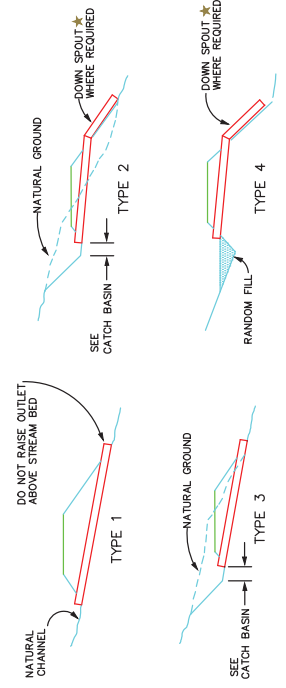 NATURAL
CHANNEL
DO NOT RAISE OUTLET
ABOVE STREAM BED
TYPE 1
NATURAL GROUND
DOWN SPOUT★
WHERE REQUIRED
SEE
CATCH BASIN
TYPE 2
NATURAL GROUND
SEE
CATCH BASIN
TYPE 3
DOWN SPOUT★
WHERE REQUIRED
RANDOM FILL
TYPE 4